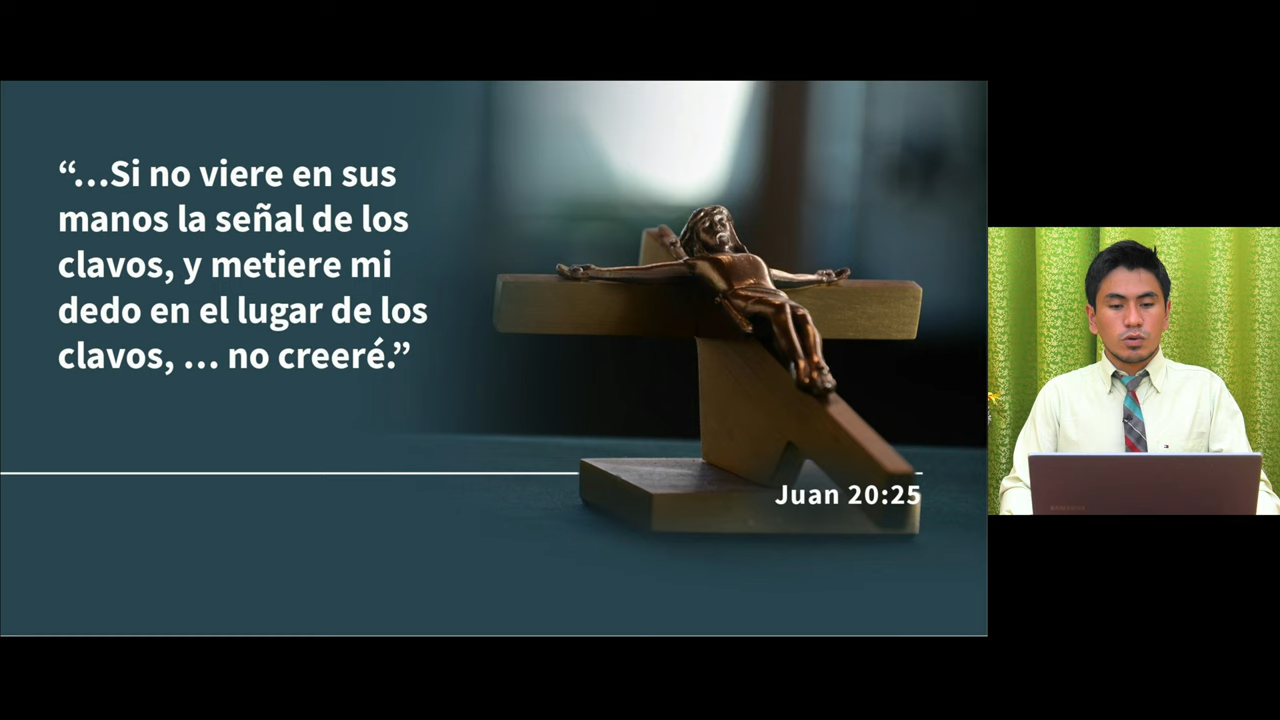 “…Si no viere en sus
manos la señal de los
clavos, y metiere mi
dedo en el lugar de los
clavos, … no creeré.”
Juan 20:25
SAMSUNG